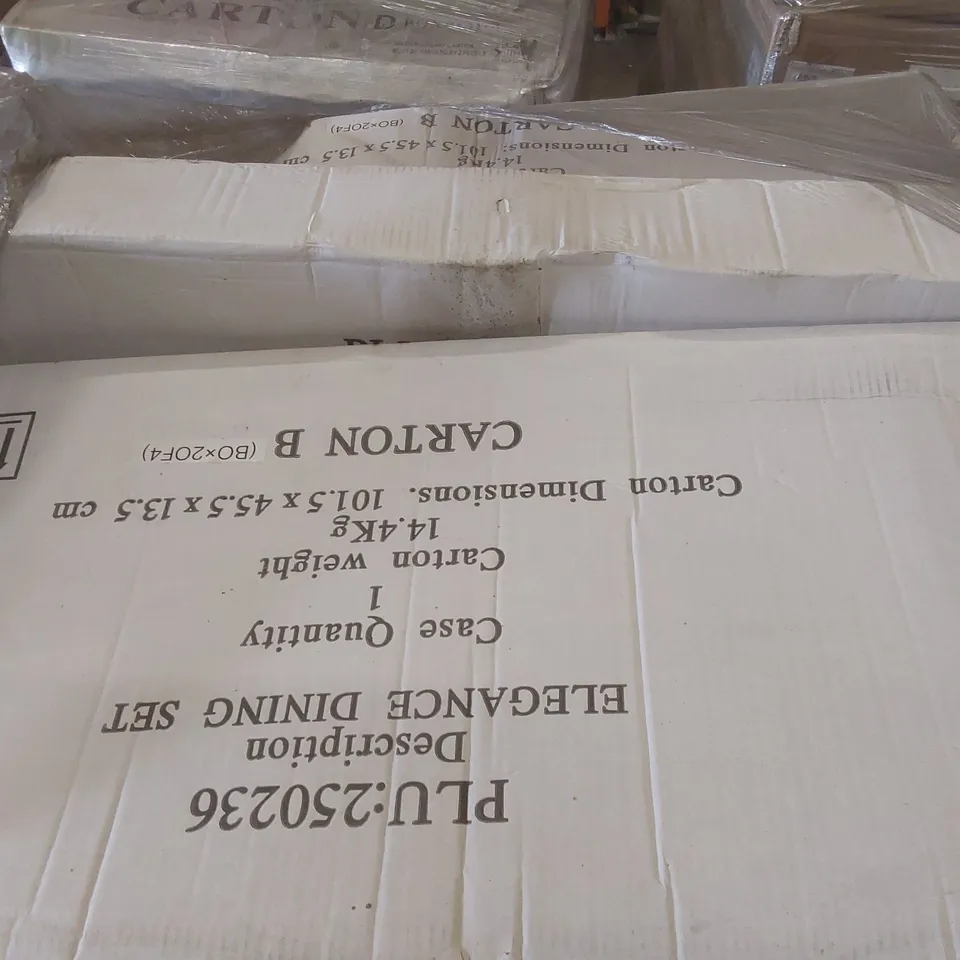 PLU:250236
Description
ELEGANCE DINING SET
Case Quantity
1
Carton weight
14.4Kg
Carton Dimensions. 101.5 x 45.5 x 13.5 cm
CARTON B (BO×2OF4)
14.4Kg
Dimensions: 101.5 x 45.5 x 13.5 cm
CARTON B (BO×2OF4)
CARTON D